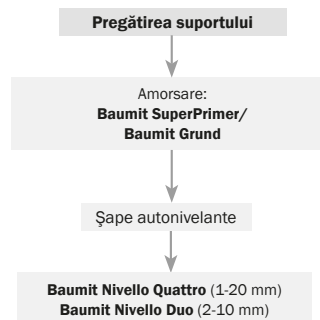 Pregătirea suportului
Amorsare:
Baumit SuperPrimer/
Baumit Grund
Şape autonivelante
Baumit Nivello Quattro (1-20 mm)
Baumit Nivello Duo (2-10 mm)